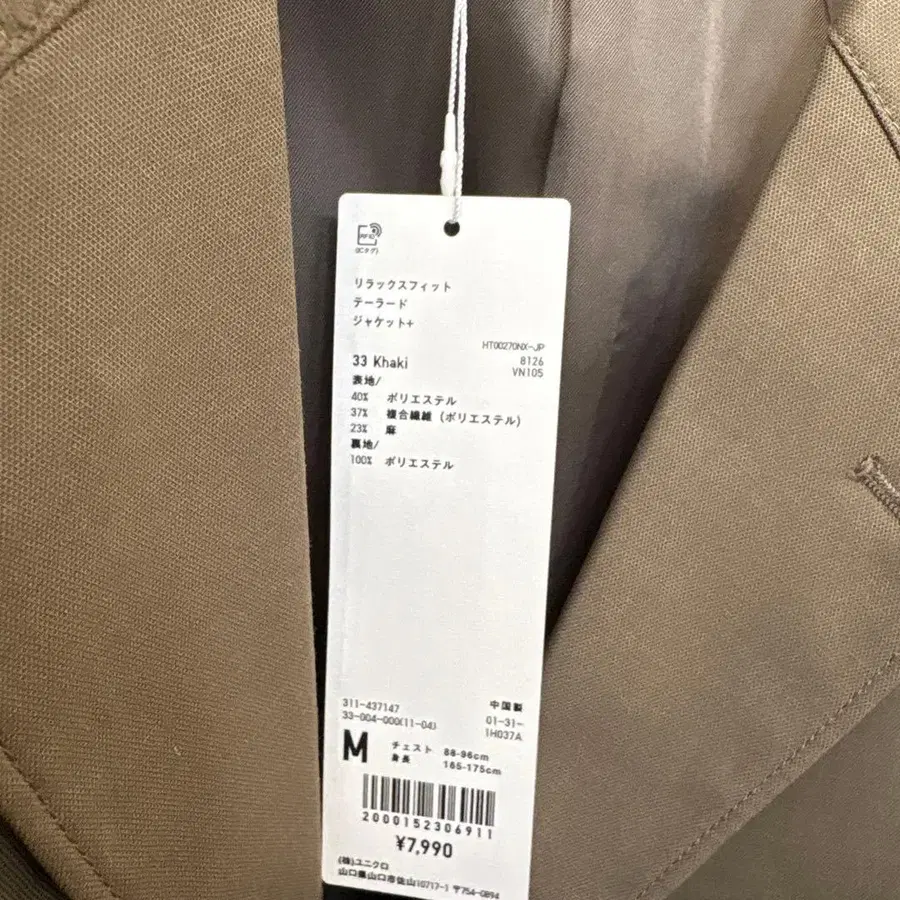 RFID
(ICタグ)
リラックスフィット
テーラード
ジャケット+
HT00270NX-JP
33 Khaki
8126
VN105
表地/
40% ポリエステル
37% 複合繊維 (ポリエステル)
23% 麻
裏地/
100% ポリエステル
311-437147
中国製
33-004-000(11-04)
01-31-
1H037A
M
チェスト 88-96cm
身長 165-175cm
2000152306911
¥7,990
(株)ユニクロ
山口県山口市佐山10717-1 〒754-0894